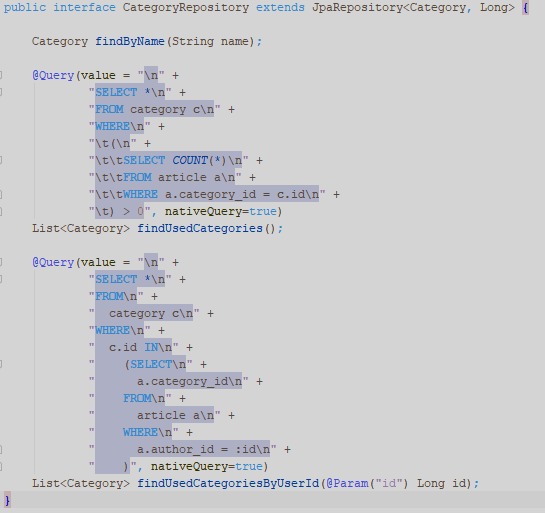 public interface CategoryRepository extends JpaRepository<Category, Long> {
Category findByName(String name);
@Query(value = "\n" +
"SELECT *\n" +
"FROM category c\n" +
"WHERE\n" +
"\t(\n" +
"\t\tSELECT COUNT(*)\n" +
"\t\tFROM article a\n" +
"\t\tWHERE a.category_id = c.id\n" +
"\t) > 0", nativeQuery=true)
List<Category> findUsedCategories();
@Query(value = "\n" +
"SELECT *\n" +
"FROM\n" +
"  category c\n" +
"WHERE\n" +
"  c.id IN\n" +
"    (SELECT\n" +
"      a.category_id\n" +
"    FROM\n" +
"      article a\n" +
"    WHERE\n" +
"      a.author_id = :id\n" +
"    )", nativeQuery=true)
List<Category> findUsedCategoriesByUserId(@Param("id") Long id);
}